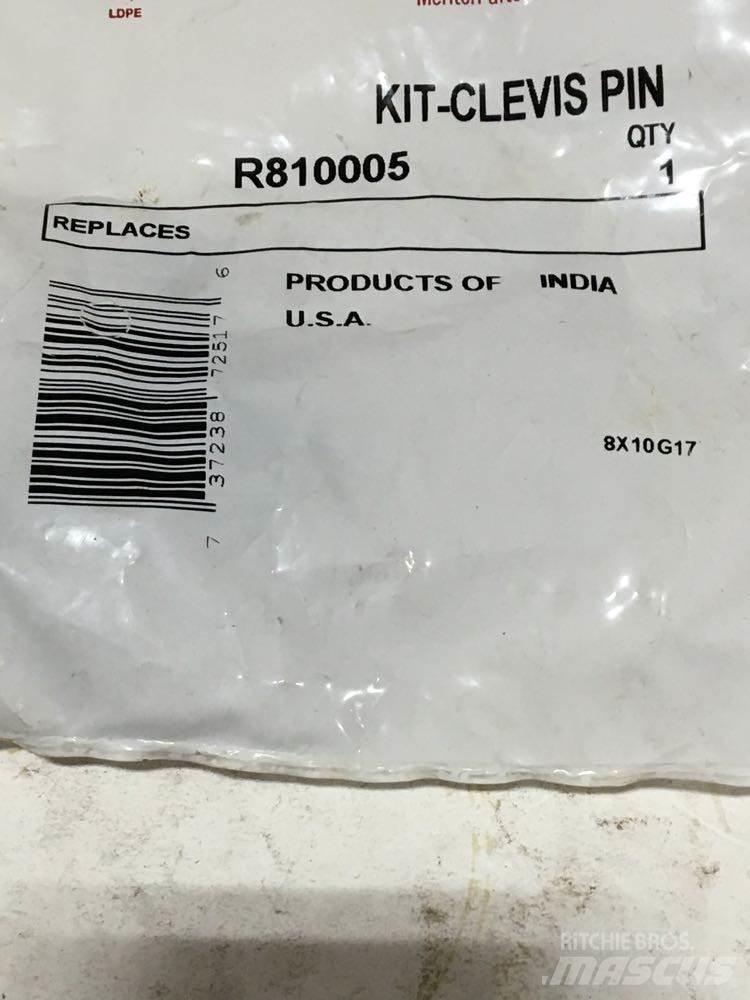 LDPE
KIT-CLEVIS PIN
QTY
R810005 1
REPLACES
PRODUCTS OF INDIA
U.S.A.
7 37238 72517 6
8X10G17
RITCHIE BROS.
MASCUS